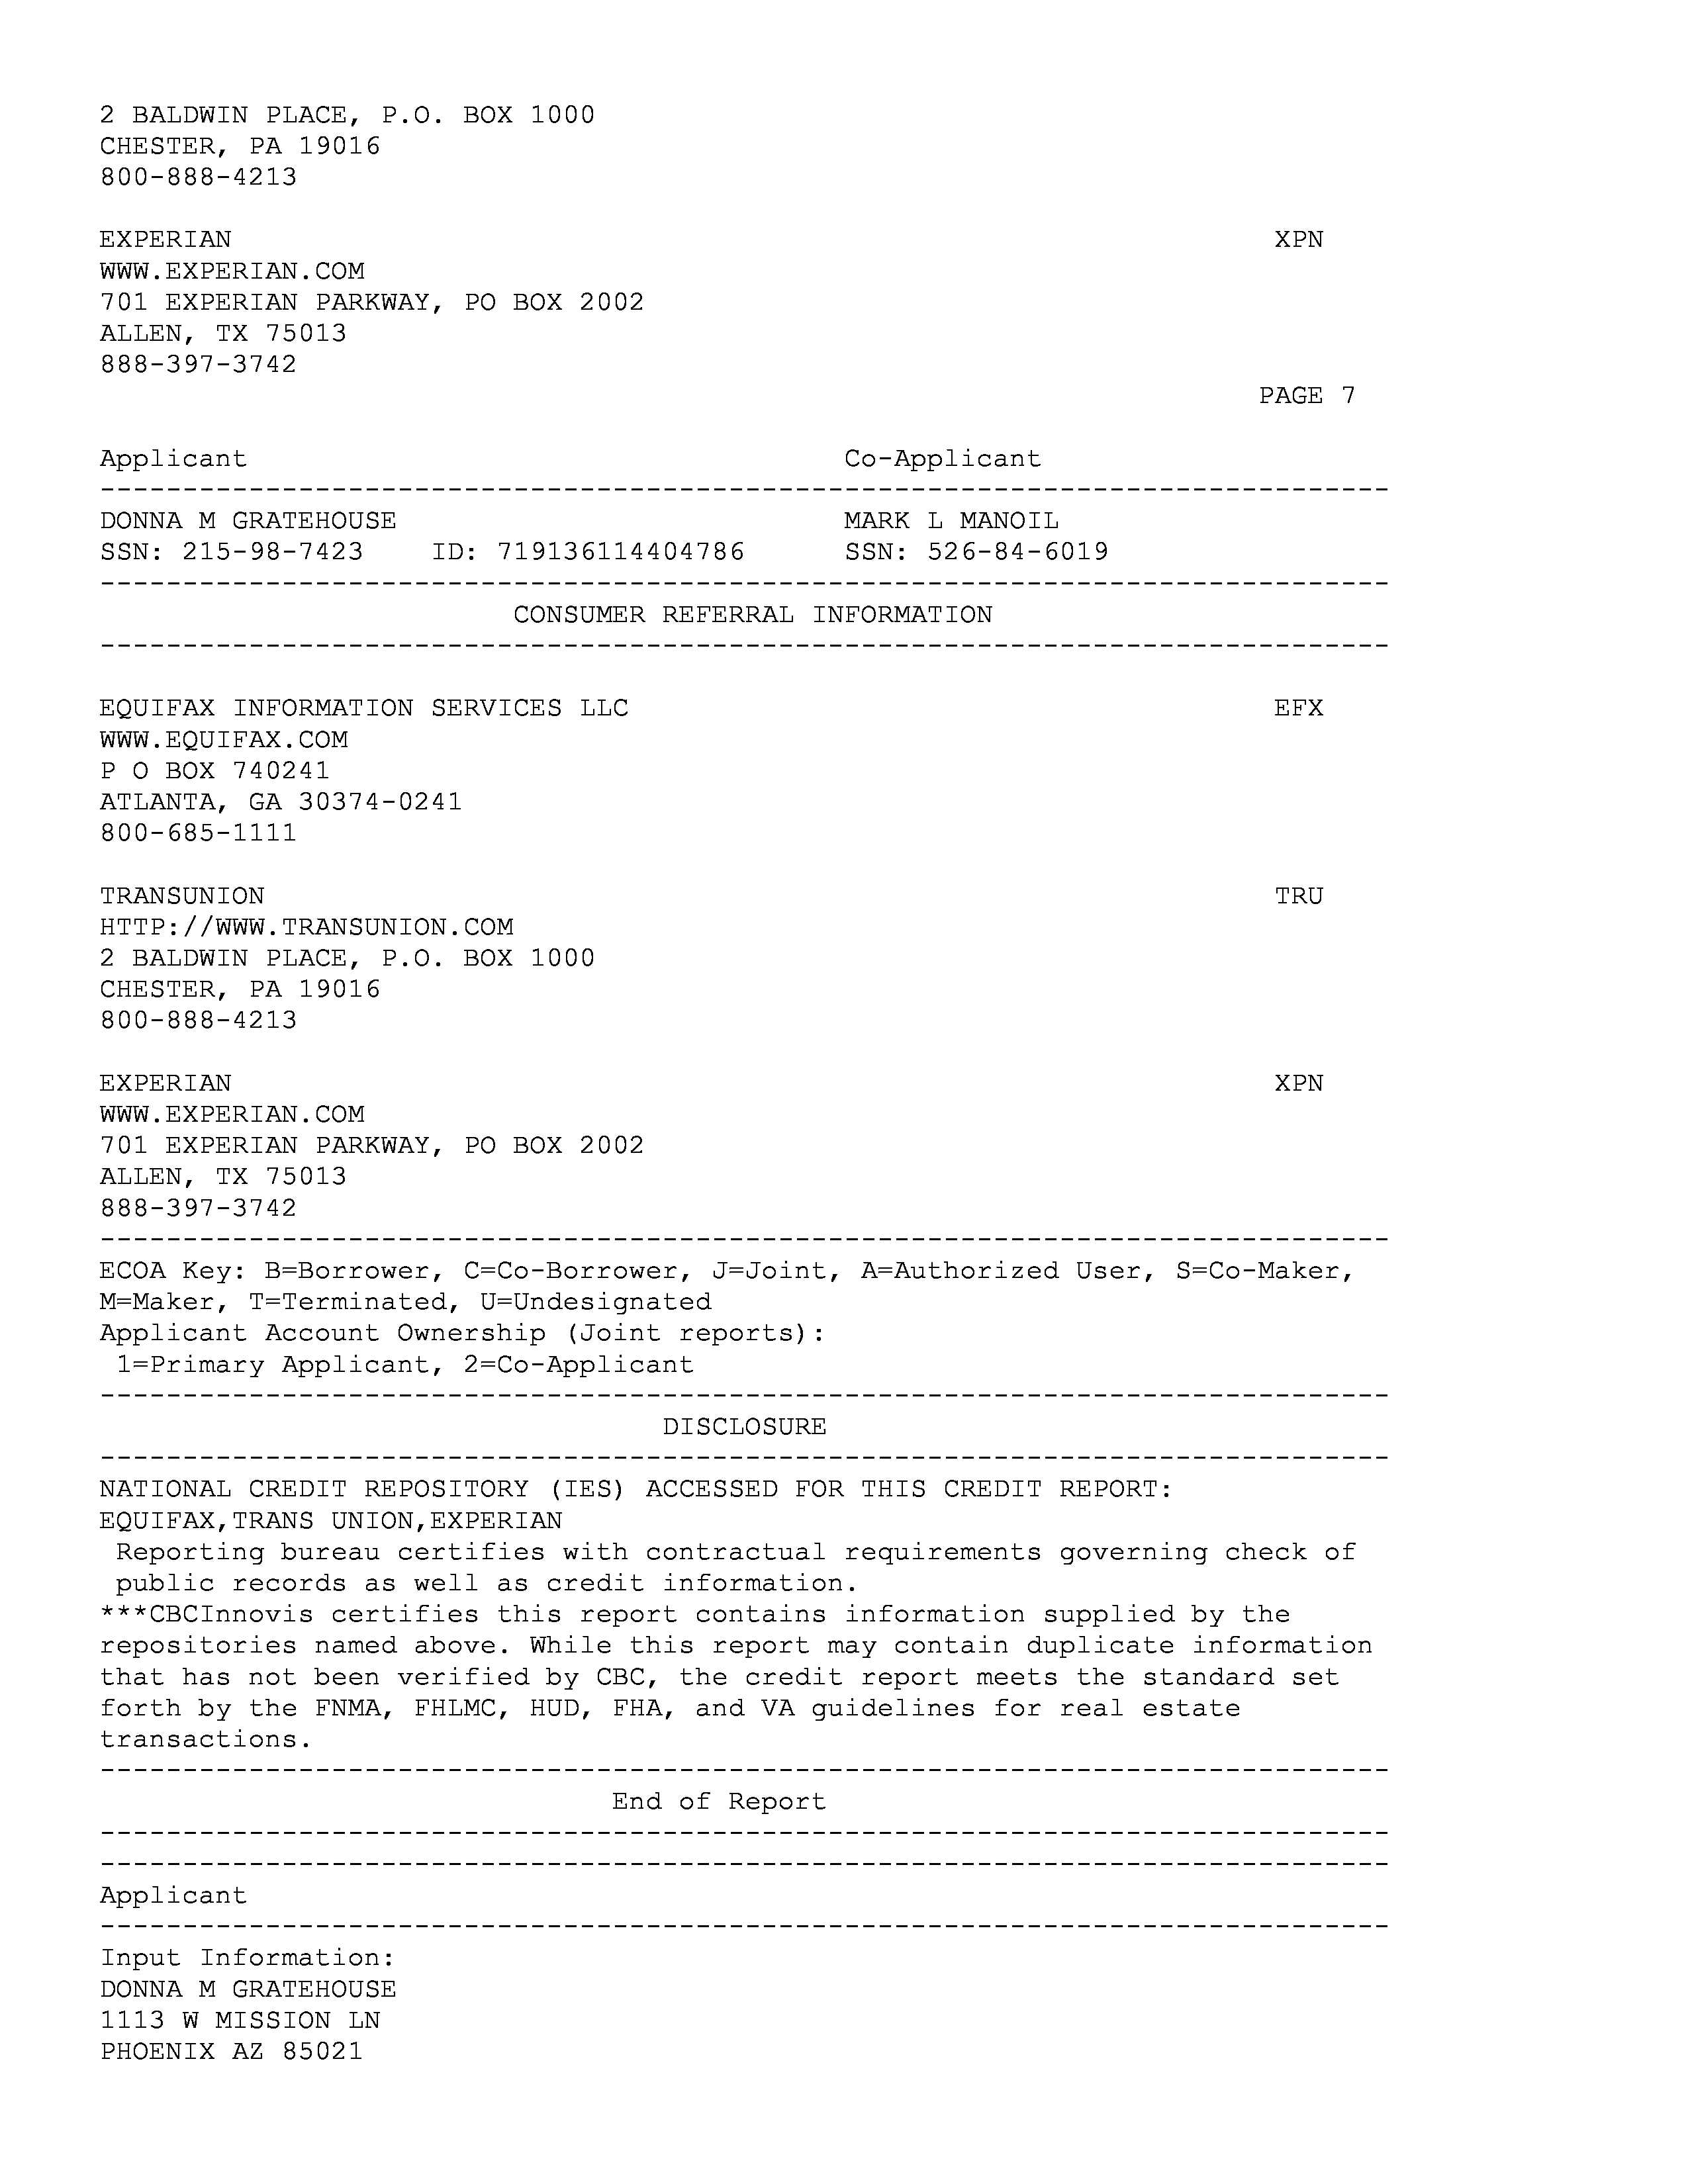 2 BALDWIN PLACE, P.O. BOX 1000
CHESTER, PA 19016
800-888-4213
EXPERIAN XPN
WWW.EXPERIAN.COM
701 EXPERIAN PARKWAY, PO BOX 2002
ALLEN, TX 75013
888-397-3742
PAGE 7
Applicant Co-Applicant
------------------------------------------------------------------------------
DONNA M GRATEHOUSE MARK L MANOIL
SSN: 215-98-7423 ID: 719136114404786 SSN: 526-84-6019
------------------------------------------------------------------------------
CONSUMER REFERRAL INFORMATION
------------------------------------------------------------------------------
EQUIFAX INFORMATION SERVICES LLC EFX
WWW.EQUIFAX.COM
P O BOX 740241
ATLANTA, GA 30374-0241
800-685-1111
TRANSUNION TRU
HTTP://WWW.TRANSUNION.COM
2 BALDWIN PLACE, P.O. BOX 1000
CHESTER, PA 19016
800-888-4213
EXPERIAN XPN
WWW.EXPERIAN.COM
701 EXPERIAN PARKWAY, PO BOX 2002
ALLEN, TX 75013
888-397-3742
------------------------------------------------------------------------------
ECOA Key: B=Borrower, C=Co-Borrower, J=Joint, A=Authorized User, S=Co-Maker,
M=Maker, T=Terminated, U=Undesignated
Applicant Account Ownership (Joint reports):
1=Primary Applicant, 2=Co-Applicant
------------------------------------------------------------------------------
DISCLOSURE
------------------------------------------------------------------------------
NATIONAL CREDIT REPOSITORY (IES) ACCESSED FOR THIS CREDIT REPORT:
EQUIFAX,TRANS UNION,EXPERIAN
Reporting bureau certifies with contractual requirements governing check of
public records as well as credit information.
***CBCInnovis certifies this report contains information supplied by the
repositories named above. While this report may contain duplicate information
that has not been verified by CBC, the credit report meets the standard set
forth by the FNMA, FHLMC, HUD, FHA, and VA guidelines for real estate
transactions.
------------------------------------------------------------------------------
End of Report
------------------------------------------------------------------------------
------------------------------------------------------------------------------
Applicant
------------------------------------------------------------------------------
Input Information:
DONNA M GRATEHOUSE
1113 W MISSION LN
PHOENIX AZ 85021